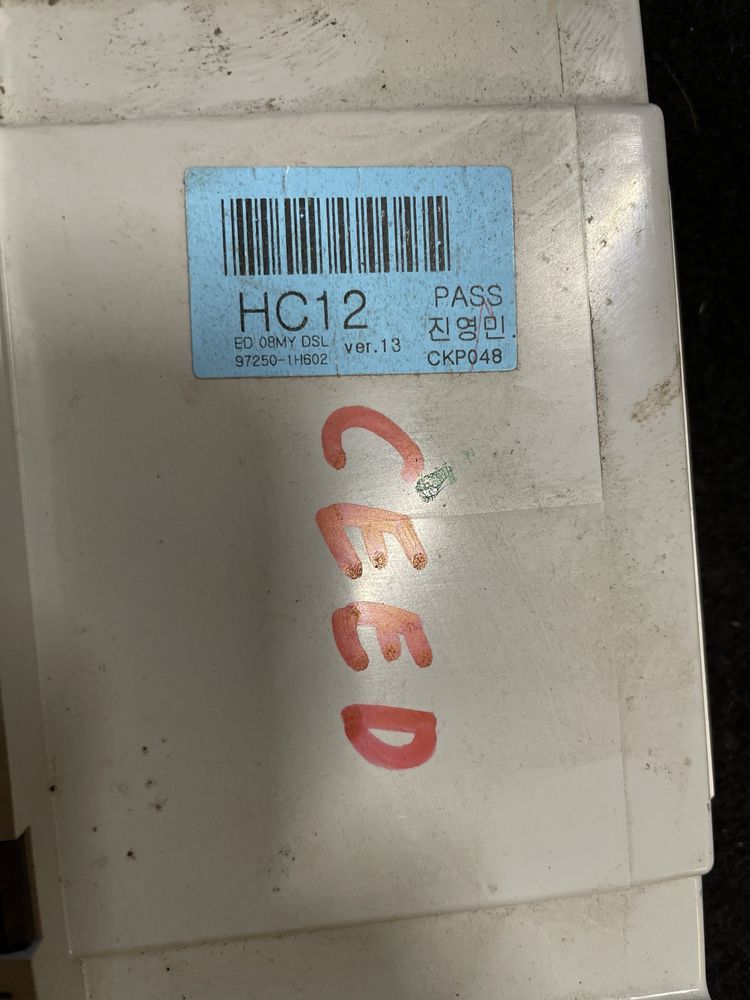 HC12
PASS
진영민.
ED 08MY DSL
ver.13
97250-1H602
CKP048
CEED